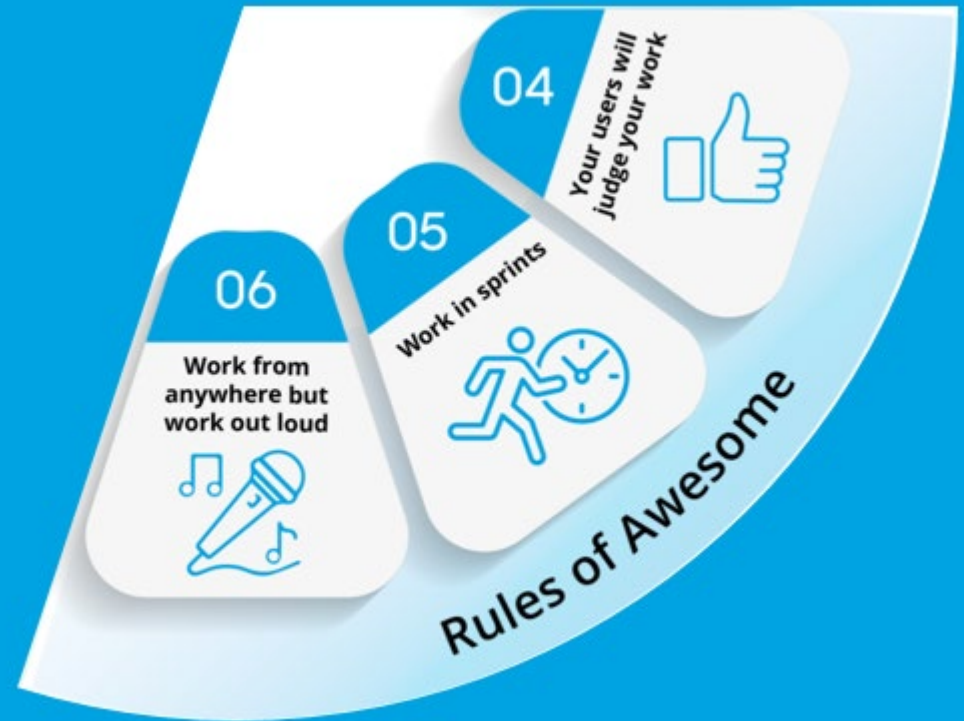 04
Your users will
judge your work
05
Work in sprints
06
Work from
anywhere but
work out loud
Rules of Awesome